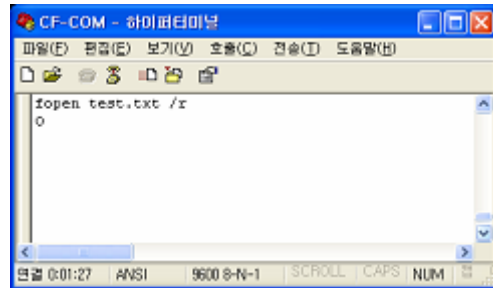 CF-COM - 하이퍼터미널
파일(F) 편집(E) 보기(V) 호출(C) 전송(T) 도움말(H)
fopen test.txt /r
0
연결 0:01:27 ANSI 9600 8-N-1 SCROLL CAPS NUM